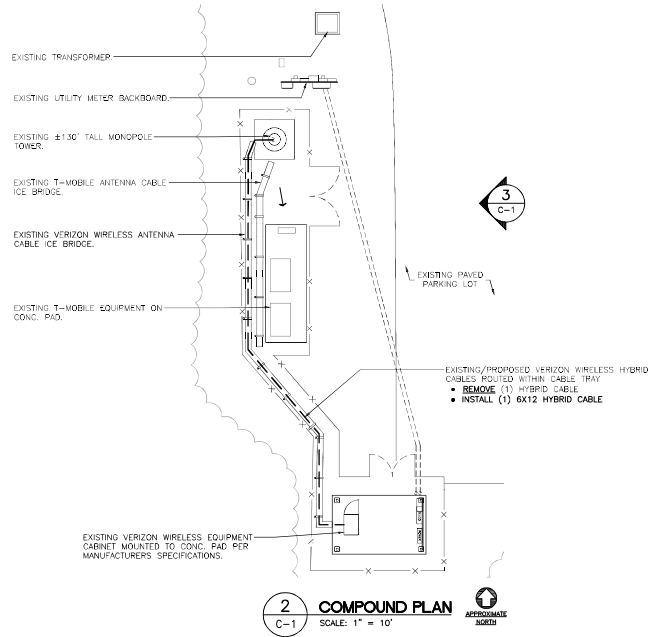 EXISTING TRANSFORMER.
EXISTING UTILITY METER BACKBOARD.
EXISTING ±130' TALL MONOPOLE
TOWER.
EXISTING T-MOBILE ANTENNA CABLE
ICE BRIDGE.
EXISTING VERIZON WIRELESS ANTENNA
CABLE ICE BRIDGE.
EXISTING T-MOBILE EQUIPMENT ON
CONC. PAD.
3
C-1
EXISTING PAVED
PARKING LOT
EXISTING/PROPOSED VERIZON WIRELESS HYBRID
CABLES ROUTED WITHIN CABLE TRAY
• REMOVE (1) HYBRID CABLE
• INSTALL (1) 6X12 HYBRID CABLE
EXISTING VERIZON WIRELESS EQUIPMENT
CABINET MOUNTED TO CONC. PAD PER
MANUFACTURERS SPECIFICATIONS.
2
C-1
COMPOUND PLAN
SCALE: 1" = 10'
APPROXIMATE
NORTH